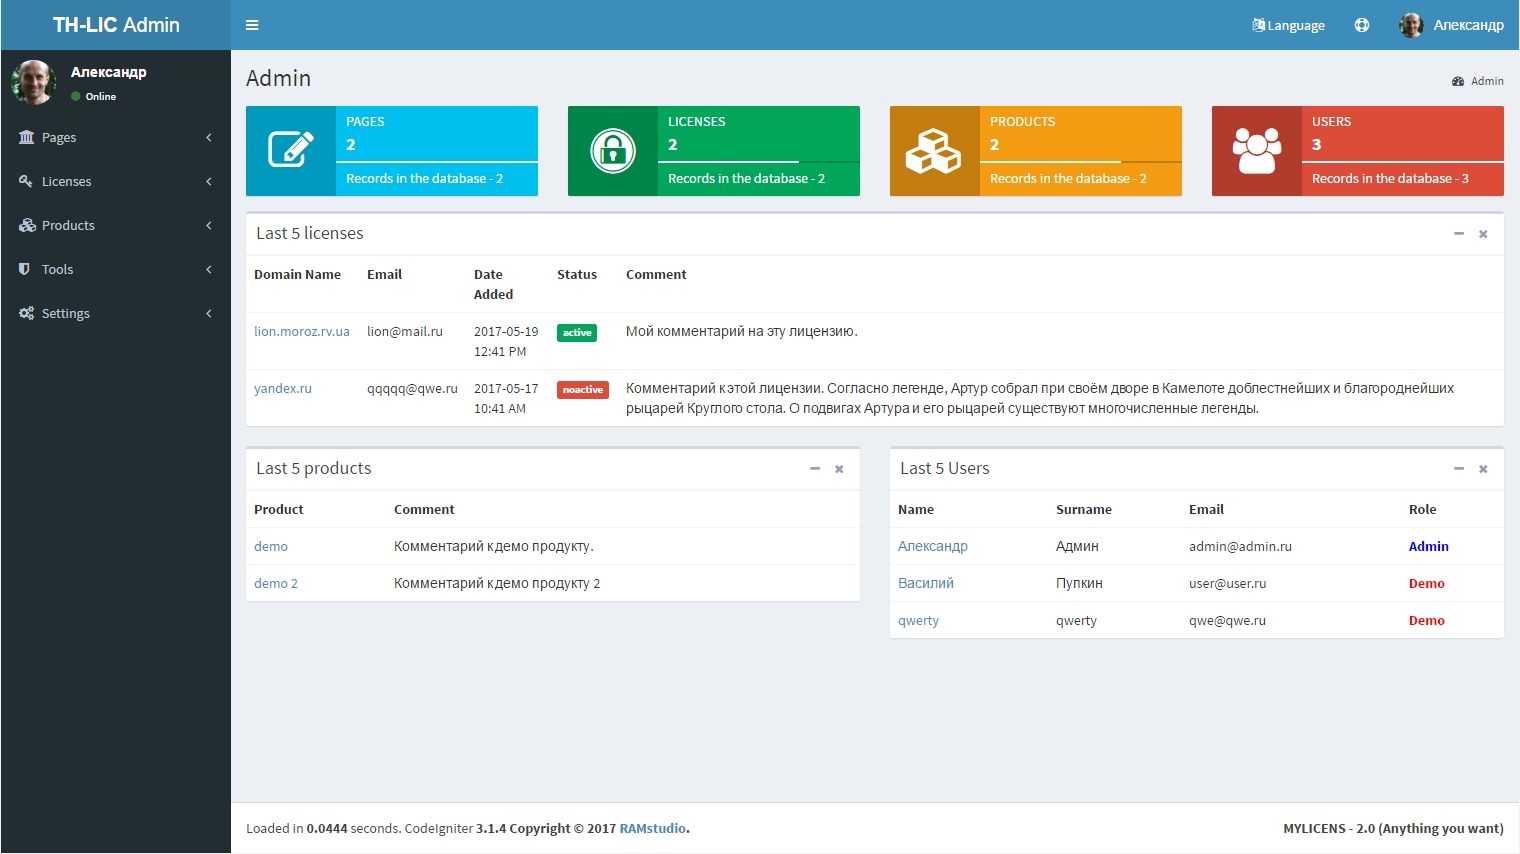 TH-LIC Admin
Language
Александр
Александр
Online
Pages
Licenses
Products
Tools
Settings
Admin
Admin
PAGES
2
Records in the database - 2
LICENSES
2
Records in the database - 2
PRODUCTS
2
Records in the database - 2
USERS
3
Records in the database - 3
Last 5 licenses
Domain Name Email Date Added Status Comment
lion.moroz.rv.ua lion@mail.ru 2017-05-19 12:41 PM active Мой комментарий на эту лицензию.
yandex.ru qqqqq@qwe.ru 2017-05-17 10:41 AM noactive Комментарий к этой лицензии. Согласно легенде, Артур собрал при своём дворе в Камелоте доблестнейших и благороднейших
рыцарей Круглого стола. О подвигах Артура и его рыцарей существуют многочисленные легенды.
Last 5 products
Product Comment
demo Комментарий к демо продукту.
demo 2 Комментарий к демо продукту 2
Last 5 Users
Name Surname Email Role
Александр Админ admin@admin.ru Admin
Василий Пупкин user@user.ru Demo
qwerty qwerty qwe@qwe.ru Demo
Loaded in 0.0444 seconds. CodeIgniter 3.1.4 Copyright © 2017 RAMstudio.
MYLICENS - 2.0 (Anything you want)